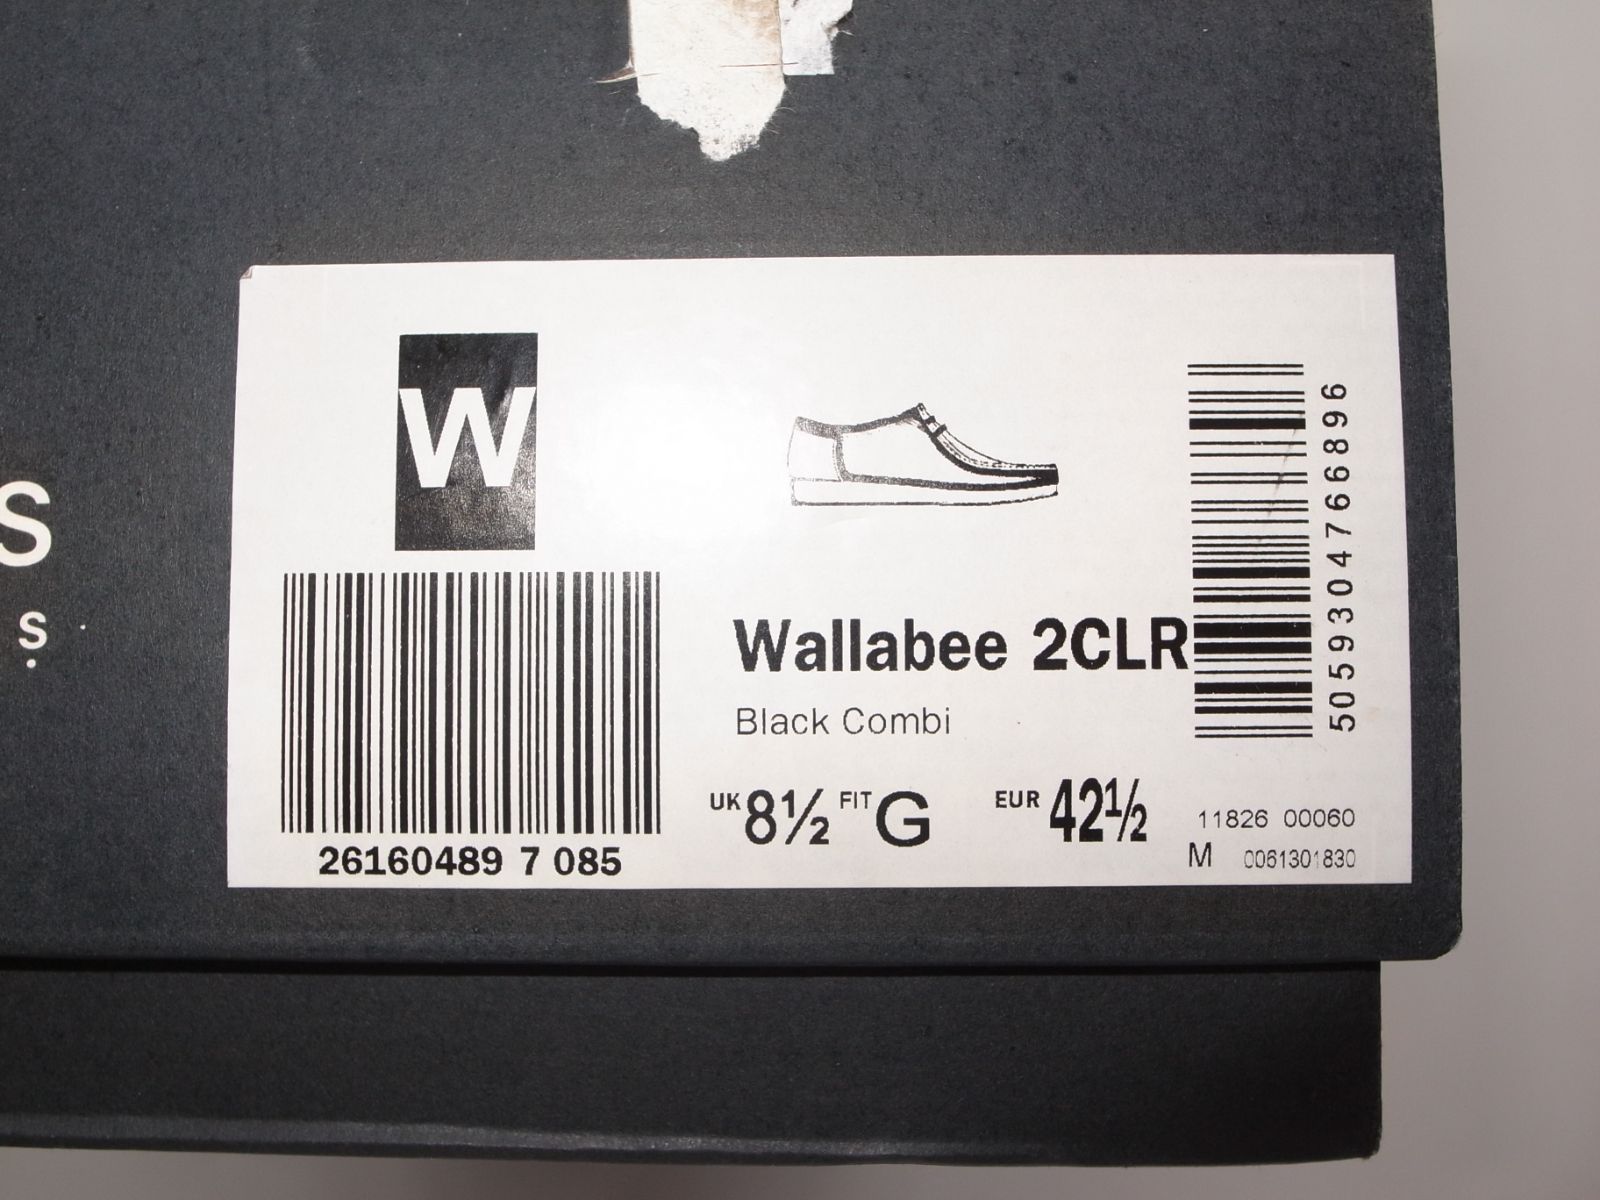 S
S
W
Wallabee 2CLR
Black Combi
UK 8½ FIT G EUR 42½
26160489 7 085
5059304766896
11826 00060
M 0061301830